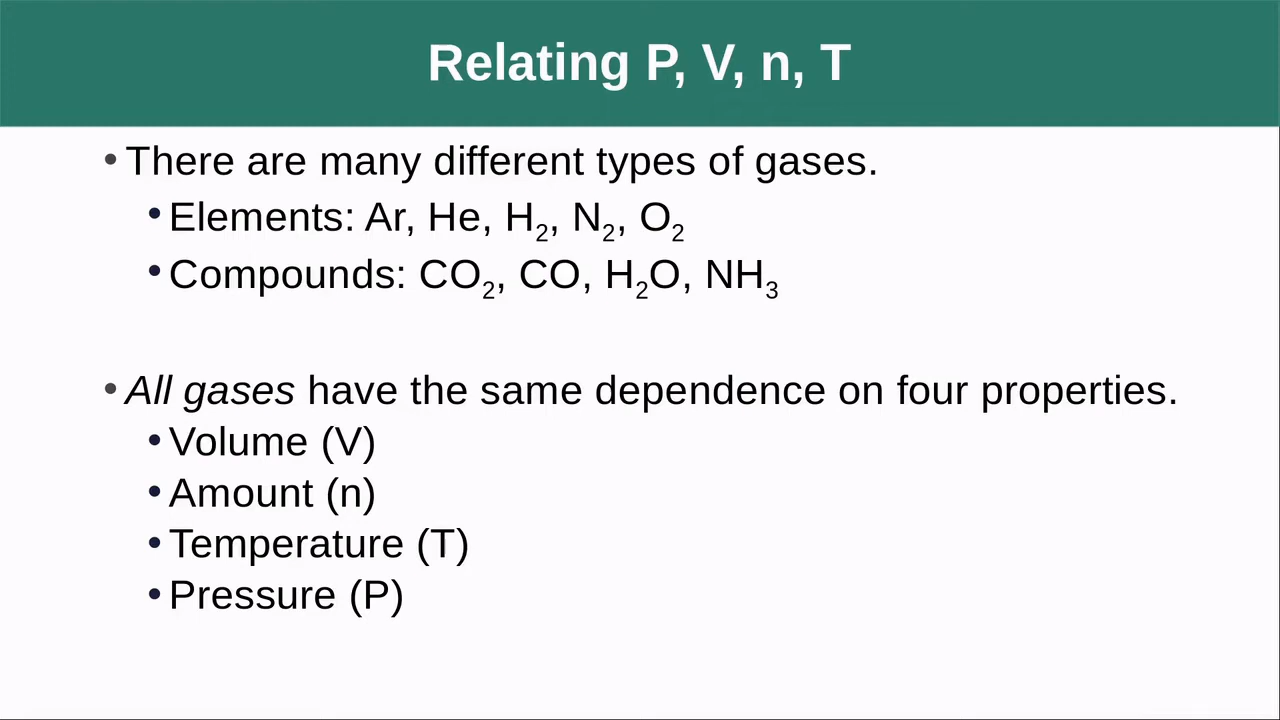 Relating P, V, n, T
• There are many different types of gases.
• Elements: Ar, He, H₂, N₂, O₂
• Compounds: CO₂, CO, H₂O, NH₃
• All gases have the same dependence on four properties.
• Volume (V)
• Amount (n)
• Temperature (T)
• Pressure (P)